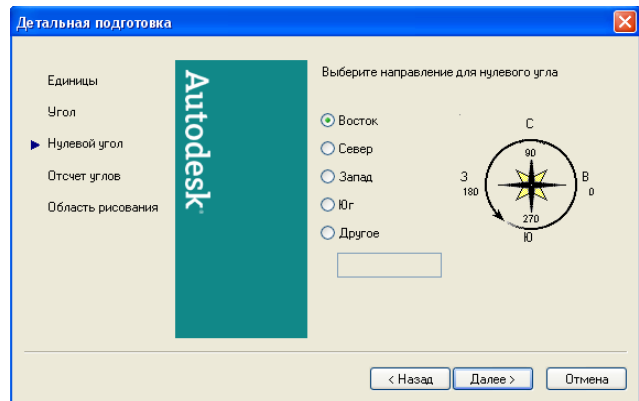 Детальная подготовка
Единицы
Угол
Нулевой угол
Отсчет углов
Область рисования
Autodesk
Выберите направление для нулевого угла
Восток
Север
Запад
Юг
Другое
С
90
З
180
В
0
270
Ю
< Назад
Далее >
Отмена